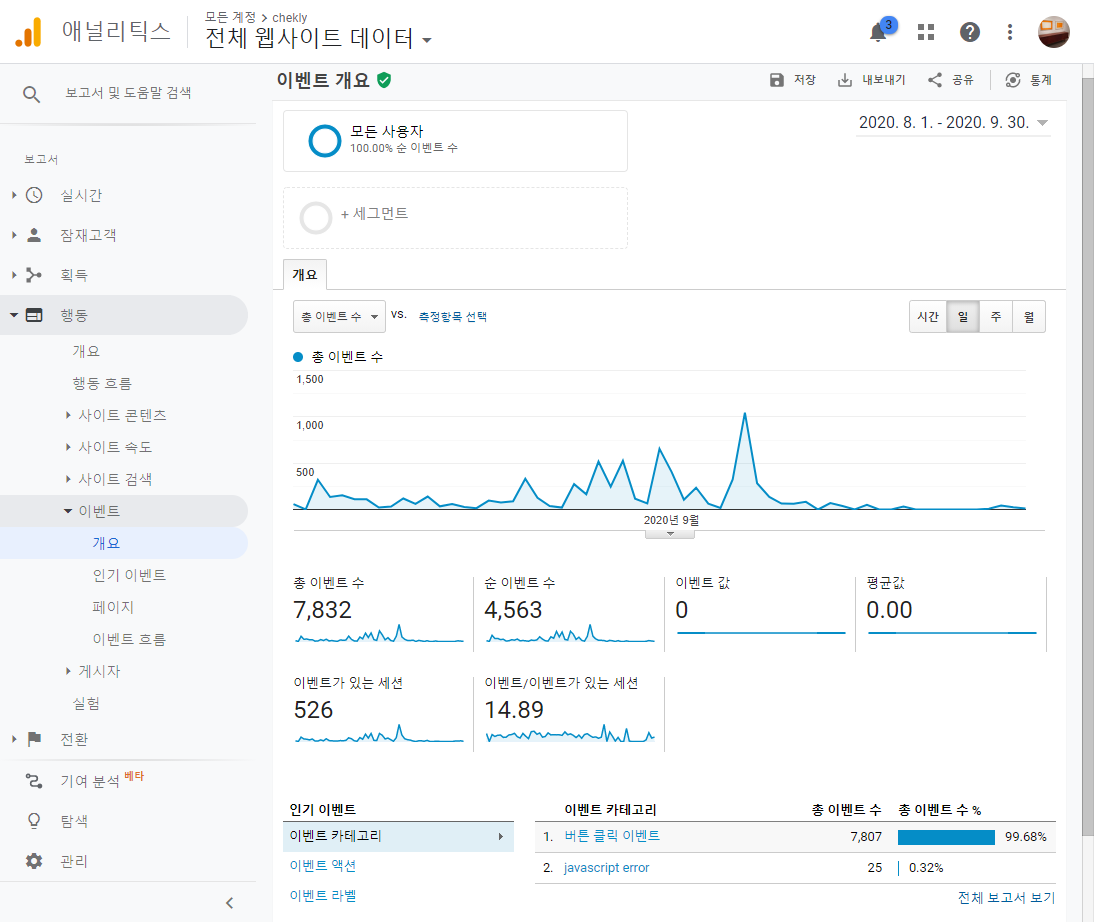 애널리틱스
모든 계정 > chekly
전체 웹사이트 데이터
3
보고서 및 도움말 검색
보고서
실시간
잠재고객
획득
행동
개요
행동 흐름
사이트 콘텐츠
사이트 속도
사이트 검색
이벤트
개요
인기 이벤트
페이지
이벤트 흐름
게시자
실험
전환
기여 분석 베타
탐색
관리
이벤트 개요
저장 내보내기 공유 통계
모든 사용자
100.00% 순 이벤트 수
2020. 8. 1. - 2020. 9. 30.
+ 세그먼트
개요
총 이벤트 수 vs. 측정항목 선택
시간 일 주 월
총 이벤트 수
1,500
1,000
500
2020년 9월
총 이벤트 수
7,832
순 이벤트 수
4,563
이벤트 값
0
평균값
0.00
이벤트가 있는 세션
526
이벤트/이벤트가 있는 세션
14.89
인기 이벤트
이벤트 카테고리
이벤트 액션
이벤트 라벨
이벤트 카테고리 총 이벤트 수 총 이벤트 수 %
1. 버튼 클릭 이벤트 7,807 99.68%
2. javascript error 25 0.32%
전체 보고서 보기